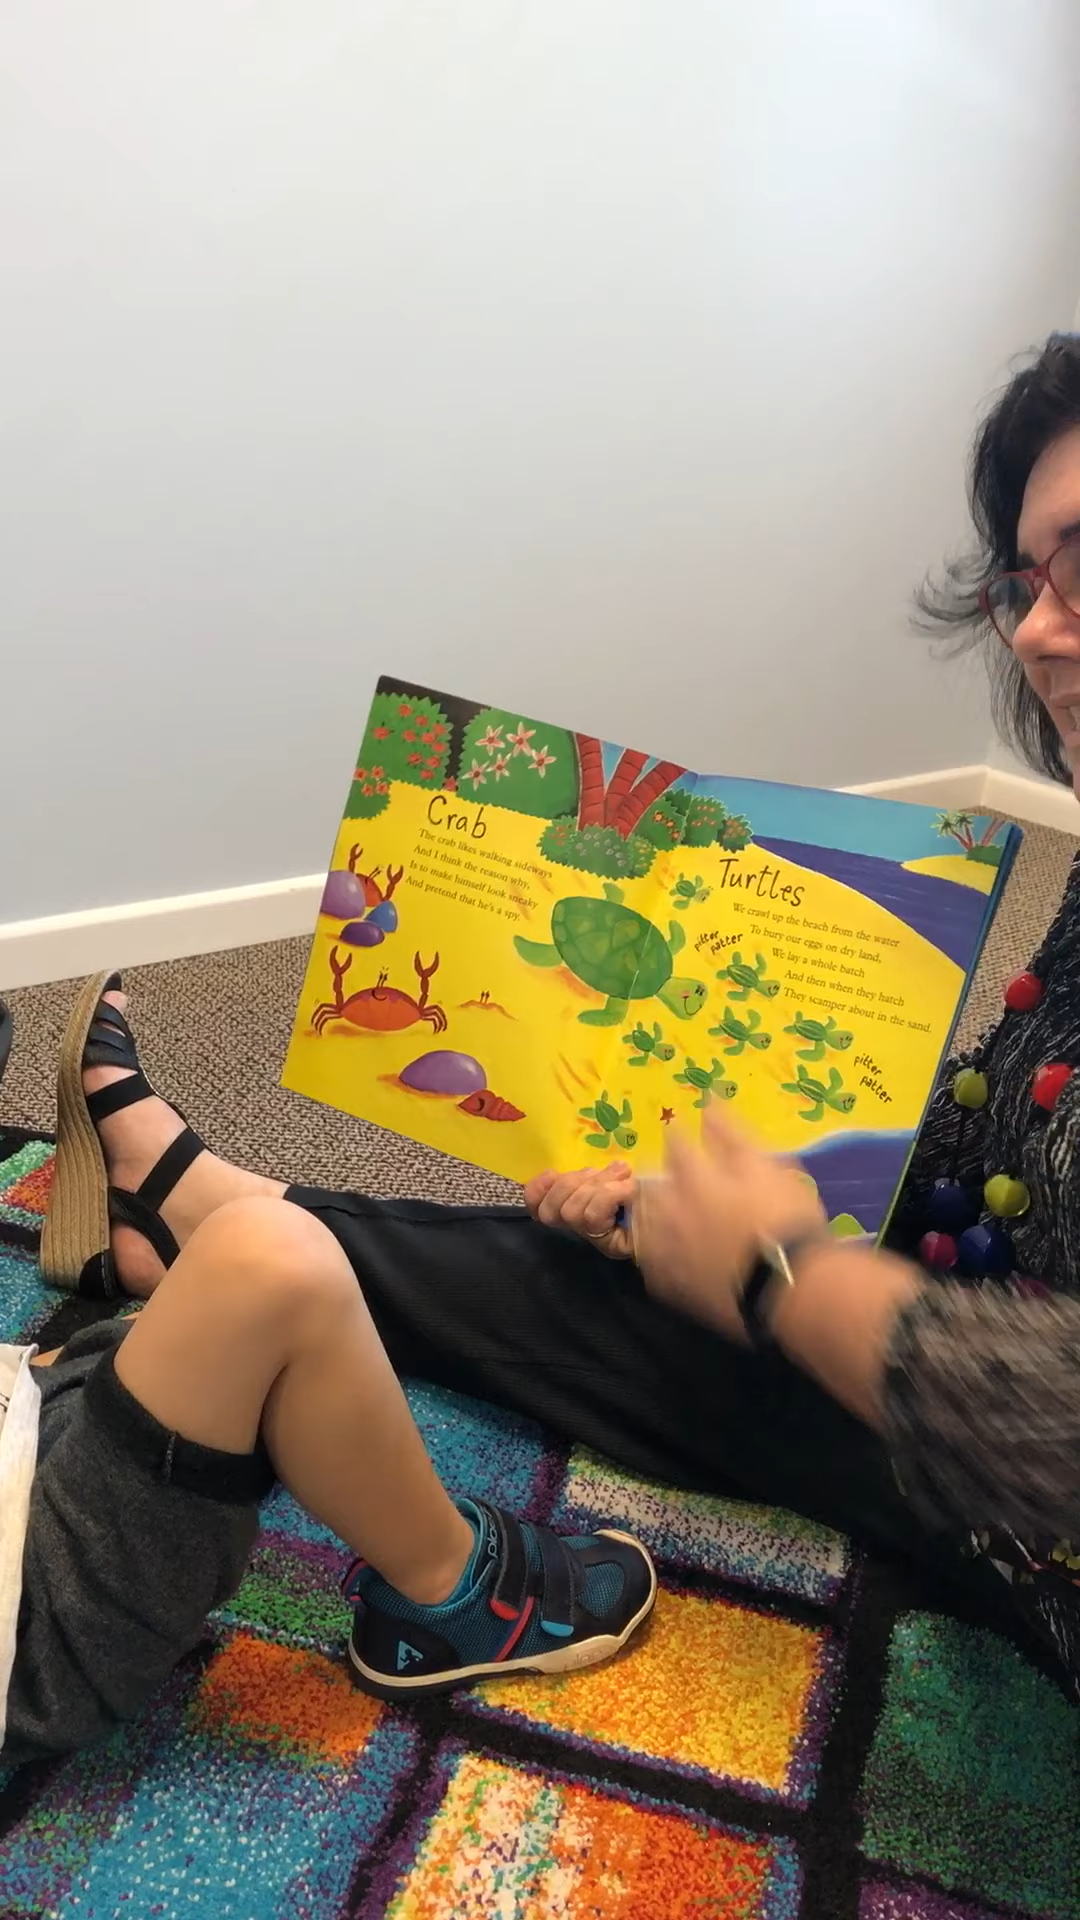 Crab
The crab likes walking sideways
And I think the reason why,
Is to make himself look sneaky
And pretend that he's a spy.
Turtles
We crawl up the beach from the water
To bury our eggs on dry land,
We lay a whole batch
And then when they hatch
They scamper about in the sand.
pitter
patter
pitter
patter